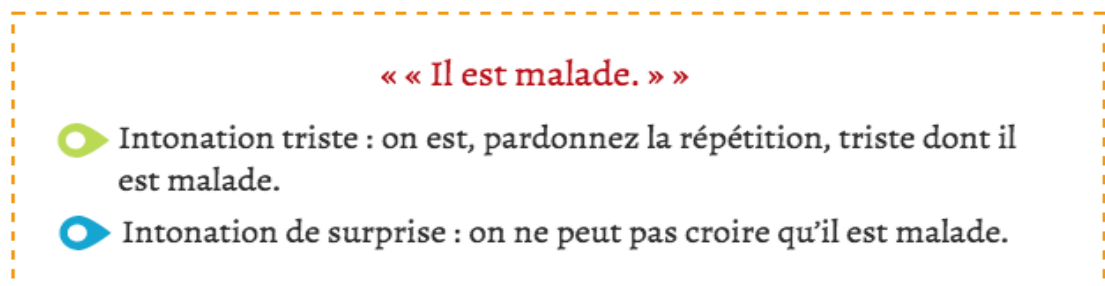 « « Il est malade. » »
Intonation triste : on est, pardonnez la répétition, triste dont il
est malade.
Intonation de surprise : on ne peut pas croire qu’il est malade.